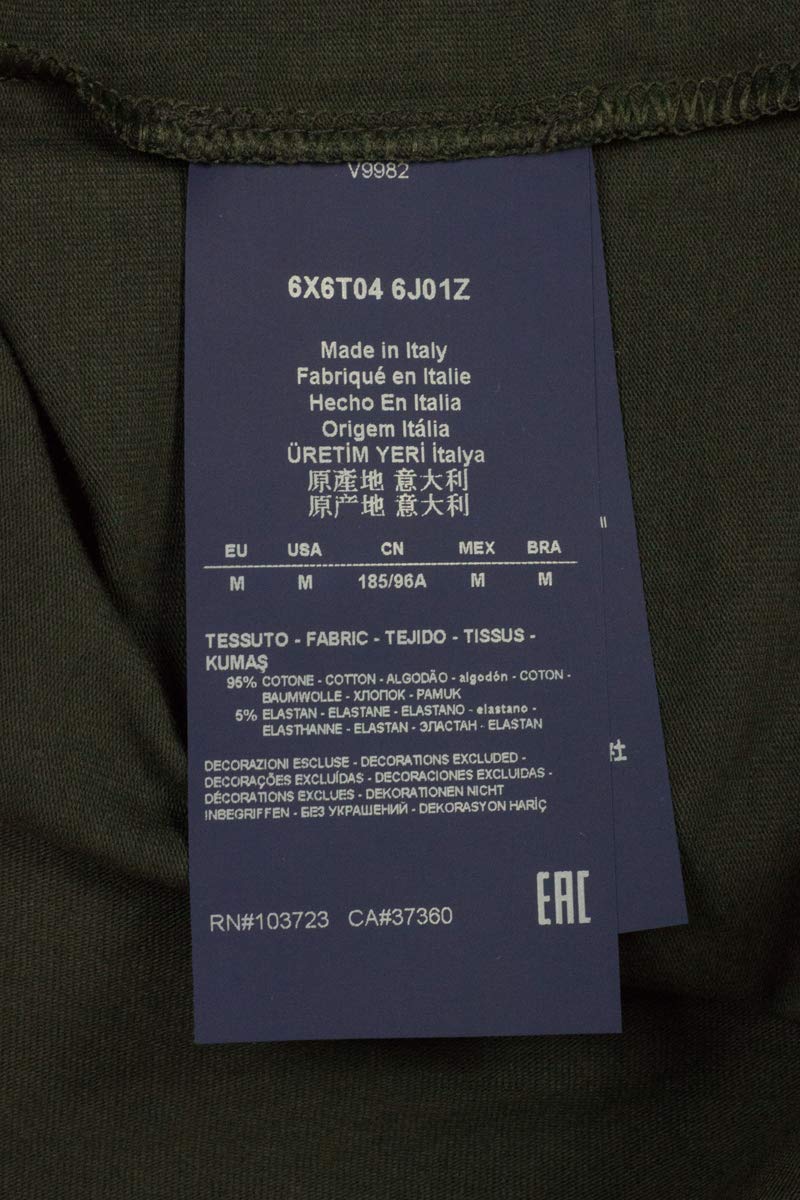 V9982
6X6T04 6J01Z
Made in Italy
Fabriqué en Italie
Hecho En Italia
Origem Itália
ÜRETİM YERİ İtalya
原產地 意大利
原产地 意大利
EU USA CN MEX BRA
M M 185/96A M M
TESSUTO - FABRIC - TEJIDO - TISSUS -
KUMAŞ
95% COTONE - COTTON - ALGODÃO - algodón - COTON -
BAUMWOLLE - ХЛОПОК - PAMUK
5% ELASTAN - ELASTANE - ELASTANO - elastano -
ELASTHANNE - ELASTAN - ЭЛАСТАН - ELASTAN
DECORAZIONI ESCLUSE - DECORATIONS EXCLUDED -
DECORAÇÕES EXCLUÍDAS - DECORACIONES EXCLUIDAS -
DÉCORATIONS EXCLUES - DEKORATIONEN NICHT
INBEGRIFFEN - БЕЗ УКРАШЕНИЙ - DEKORASYON HARİÇ
RN#103723 CA#37360 EAC